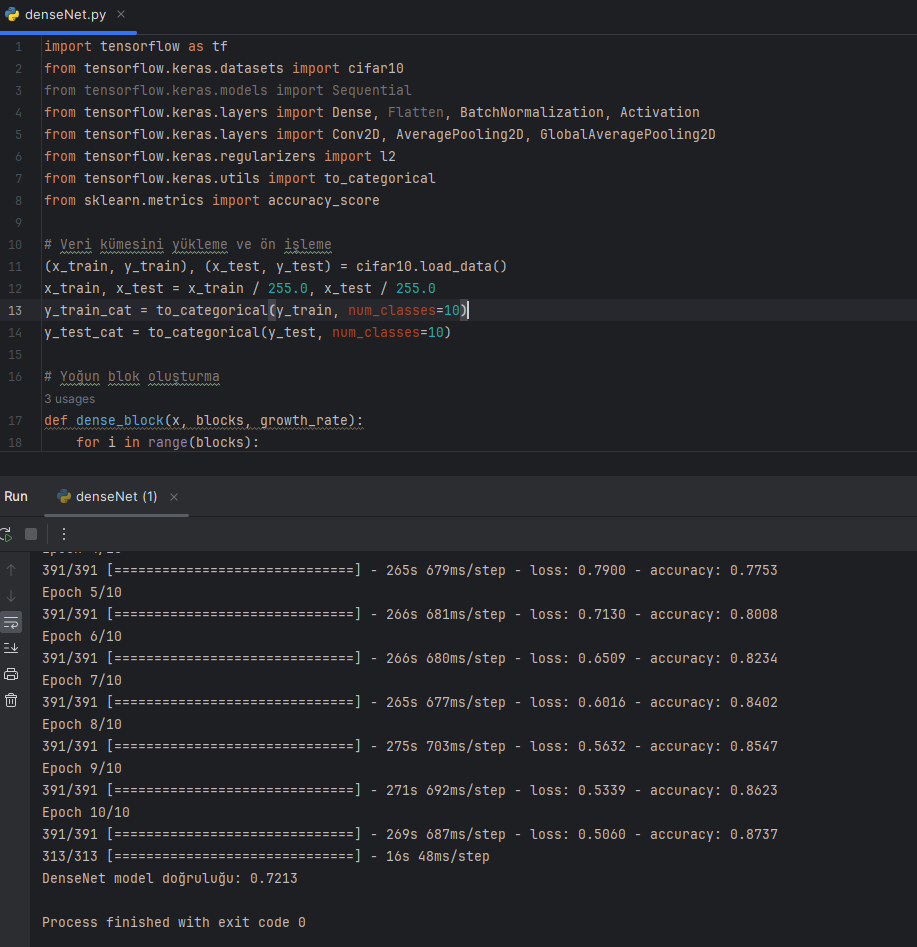 denseNet.py
1 import tensorflow as tf
2 from tensorflow.keras.datasets import cifar10
3 from tensorflow.keras.models import Sequential
4 from tensorflow.keras.layers import Dense, Flatten, BatchNormalization, Activation
5 from tensorflow.keras.layers import Conv2D, AveragePooling2D, GlobalAveragePooling2D
6 from tensorflow.keras.regularizers import l2
7 from tensorflow.keras.utils import to_categorical
8 from sklearn.metrics import accuracy_score
9
10 # Veri kümesini yükleme ve ön işleme
11 (x_train, y_train), (x_test, y_test) = cifar10.load_data()
12 x_train, x_test = x_train / 255.0, x_test / 255.0
13 y_train_cat = to_categorical(y_train, num_classes=10)
14 y_test_cat = to_categorical(y_test, num_classes=10)
15
16 # Yoğun blok oluşturma
3 usages
17 def dense_block(x, blocks, growth_rate):
18 for i in range(blocks):
Run denseNet (1)
391/391 [==============================] - 265s 679ms/step - loss: 0.7900 - accuracy: 0.7753
Epoch 5/10
391/391 [==============================] - 266s 681ms/step - loss: 0.7130 - accuracy: 0.8008
Epoch 6/10
391/391 [==============================] - 266s 680ms/step - loss: 0.6509 - accuracy: 0.8234
Epoch 7/10
391/391 [==============================] - 265s 677ms/step - loss: 0.6016 - accuracy: 0.8402
Epoch 8/10
391/391 [==============================] - 275s 703ms/step - loss: 0.5632 - accuracy: 0.8547
Epoch 9/10
391/391 [==============================] - 271s 692ms/step - loss: 0.5339 - accuracy: 0.8623
Epoch 10/10
391/391 [==============================] - 269s 687ms/step - loss: 0.5060 - accuracy: 0.8737
313/313 [==============================] - 16s 48ms/step
DenseNet model doğruluğu: 0.7213
Process finished with exit code 0